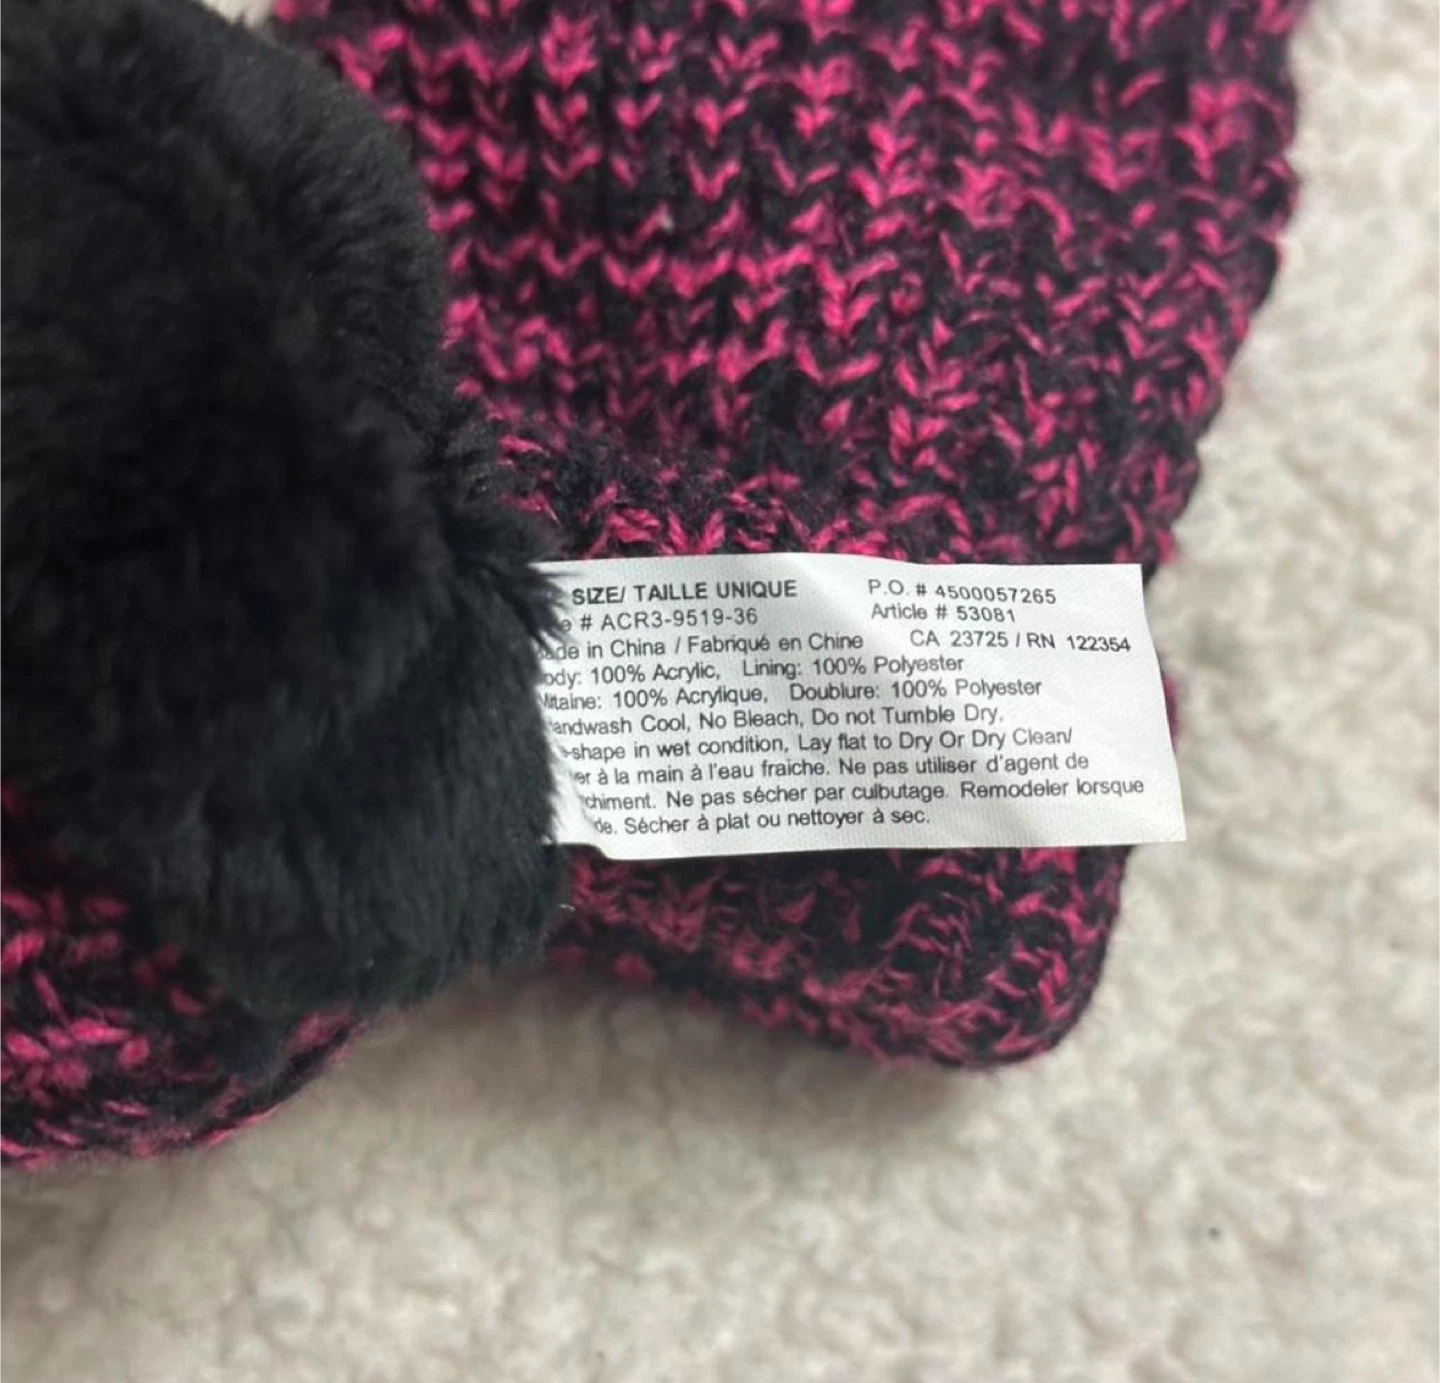 SIZE/ TAILLE UNIQUE P.O. # 4500057265
# ACR3-9519-36 Article # 53081
in China / Fabriqué en Chine CA 23725 / RN 122354
100% Acrylic, Lining: 100% Polyester
100% Acrylique, Doublure: 100% Polyester
Cool, No Bleach, Do not Tumble Dry,
-shape in wet condition, Lay flat to Dry Or Dry Clean/
à la main à l'eau fraiche. Ne pas utiliser d'agent de
chiment. Ne pas sécher par culbutage. Remodeler lorsque
de. Sécher à plat ou nettoyer à sec.